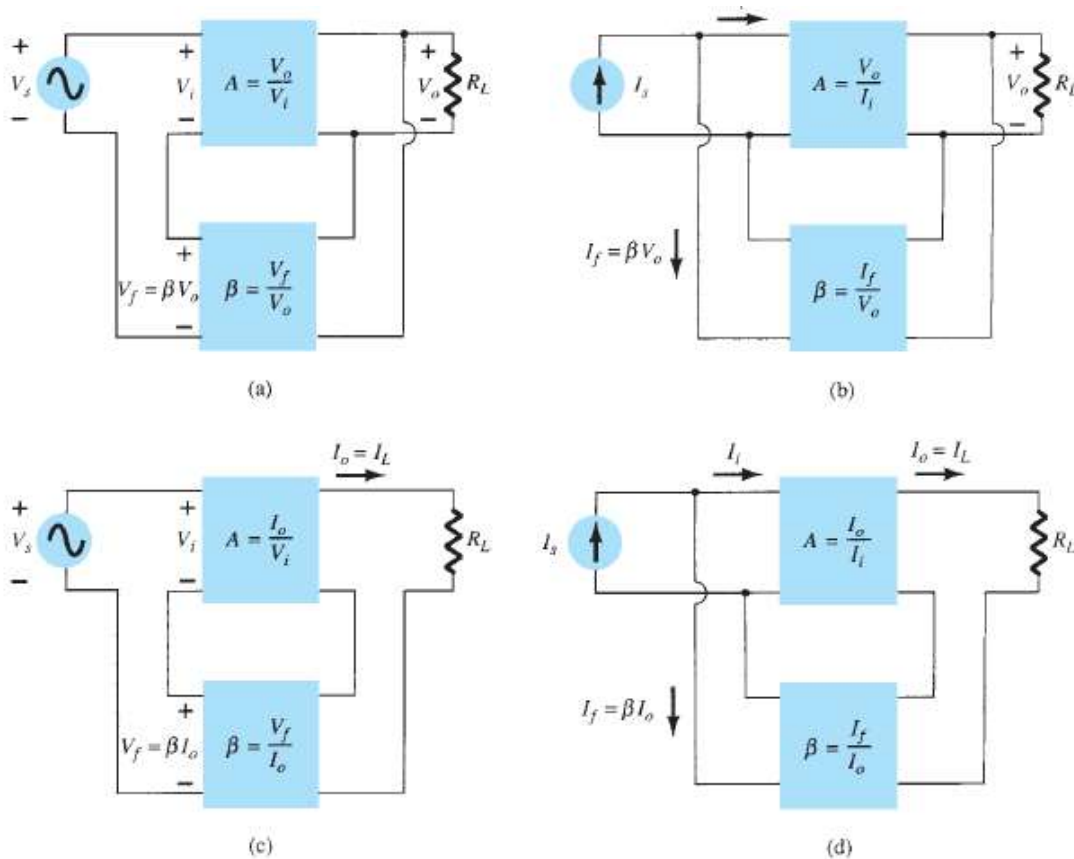 +
V_s
−
+
V_i
−
A = V_o/V_i
+
V_o
−
R_L
+
V_f = βV_o
−
β = V_f/V_o
(a)
I_s
A = V_o/I_i
+
V_o
−
R_L
I_f = βV_o
β = I_f/V_o
(b)
I_o = I_L
+
V_s
−
+
V_i
−
A = I_o/V_i
R_L
+
V_f = βI_o
−
β = V_f/I_o
(c)
I_i
I_o = I_L
I_s
A = I_o/I_i
R_L
I_f = βI_o
β = I_f/I_o
(d)